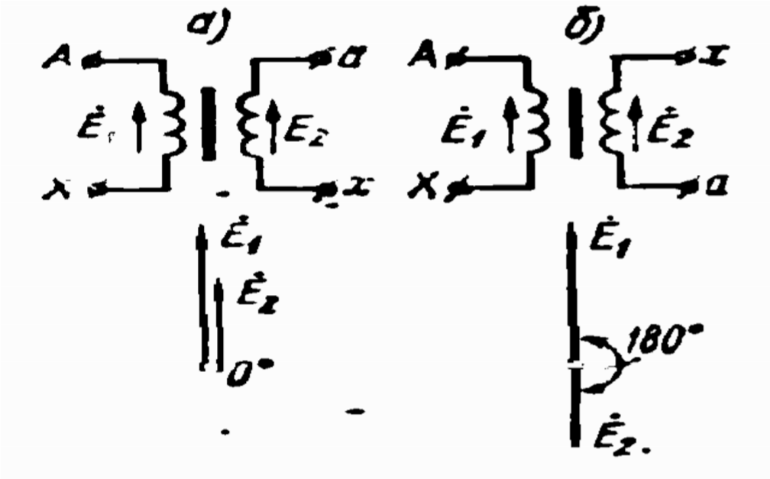 а) б)
A a A x
Ė₁ E₂ Ė₁ Ė₂
X x X a
Ė₁ Ė₁
Ė₂
0° 180°
Ė₂.